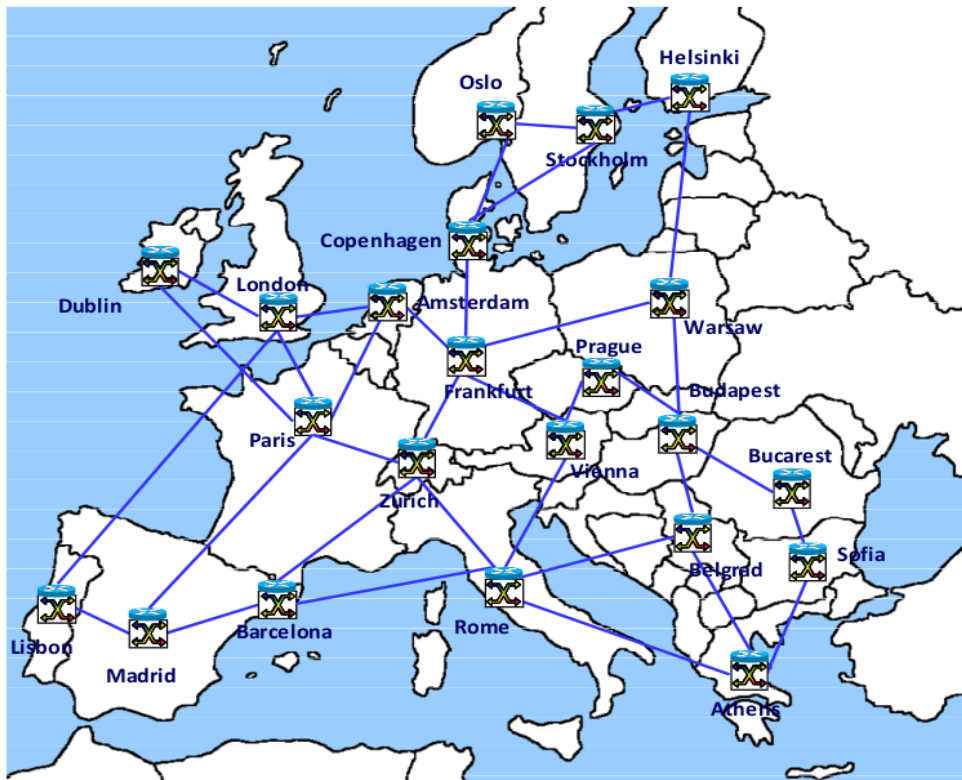 Helsinki
Oslo
Stockholm
Copenhagen
London
Dublin
Amsterdam
Warsaw
Prague
Frankfurt
Budapest
Paris
Bucarest
Vienna
Zurich
Sofia
Belgrad
Barcelona
Rome
Lisbon
Madrid
Athens